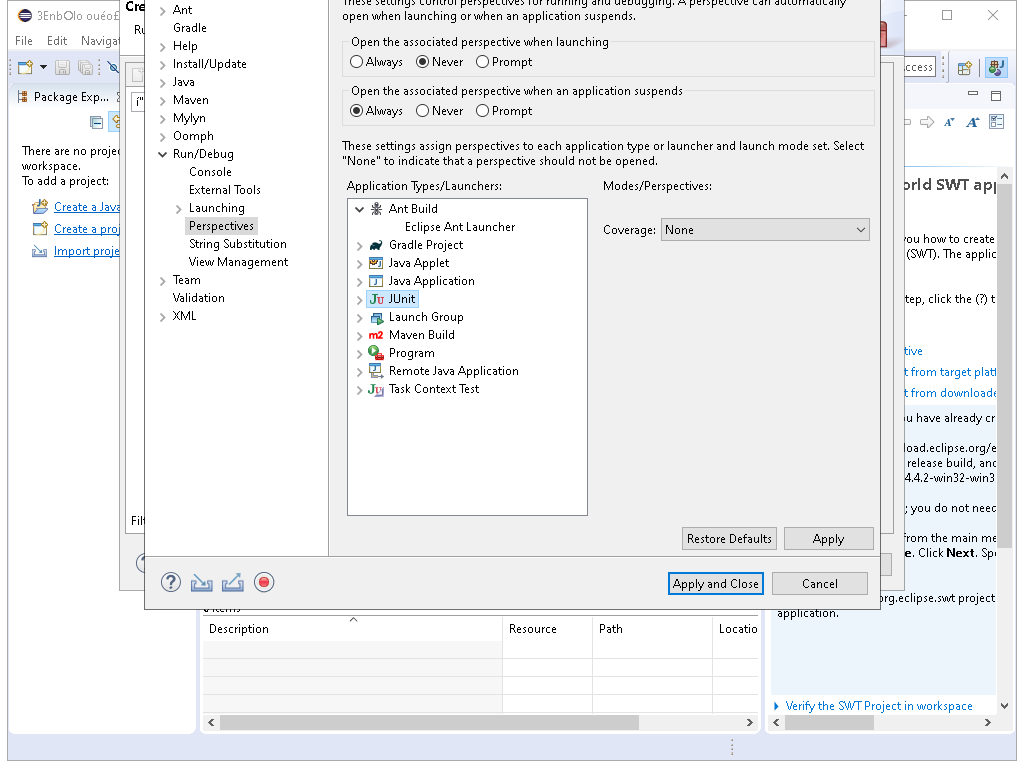 3EnbOlo
Cre
File Edit Navigat
Package Exp...
There are no proje
workspace.
To add a project:
Create a Java
Create a proj
Import proje
Ant
Gradle
Help
Install/Update
Java
Maven
Mylyn
Oomph
Run/Debug
Console
External Tools
Launching
Perspectives
String Substitution
View Management
Team
Validation
XML
These settings control perspectives for running and debugging. A perspective can automatically
open when launching or when an application suspends.
Open the associated perspective when launching
Always Never Prompt
Open the associated perspective when an application suspends
Always Never Prompt
These settings assign perspectives to each application type or launcher and launch mode set. Select
"None" to indicate that a perspective should not be opened.
Application Types/Launchers:
Ant Build
Eclipse Ant Launcher
Gradle Project
Java Applet
Java Application
JUnit
Launch Group
Maven Build
Program
Remote Java Application
Task Context Test
Modes/Perspectives:
Coverage: None
Restore Defaults Apply
Apply and Close Cancel
Filt
ccess
orld SWT app
you how to create
(SWT). The applic
tep, click the (?) t
tive
t from target platf
t from downloade
ou have already cr
load.eclipse.org/e
release build, and
4.4.2-win32-win3
; you do not need
from the main me
e. Click Next. Spe
org.eclipse.swt project
application.
Verify the SWT Project in workspace
0 items
Description Resource Path Locatio